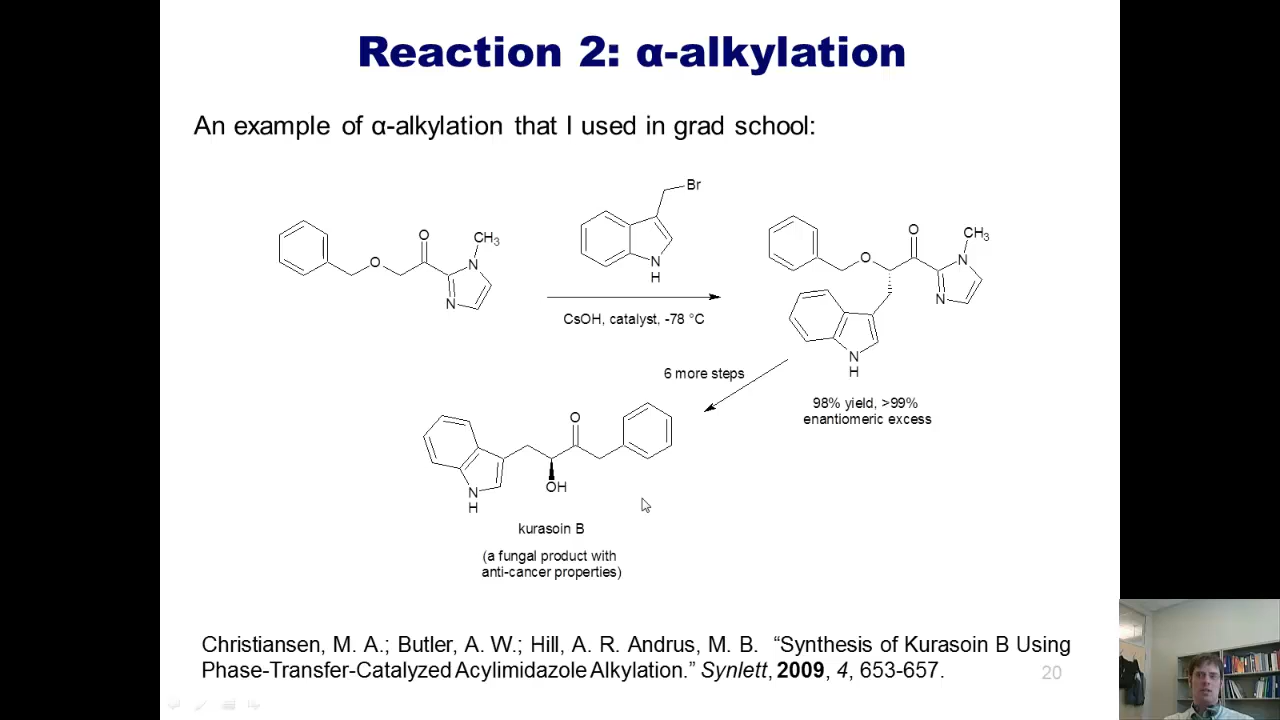 Reaction 2: α-alkylation
An example of α-alkylation that I used in grad school:
Br
N
H
O
O
CH₃
N
N
CsOH, catalyst, -78 °C
O
O
CH₃
N
N
N
H
98% yield, >99%
enantiomeric excess
6 more steps
O
OH
N
H
kurasoin B
(a fungal product with
anti-cancer properties)
Christiansen, M. A.; Butler, A. W.; Hill, A. R. Andrus, M. B. “Synthesis of Kurasoin B Using
Phase-Transfer-Catalyzed Acylimidazole Alkylation.” Synlett, 2009, 4, 653-657.
20